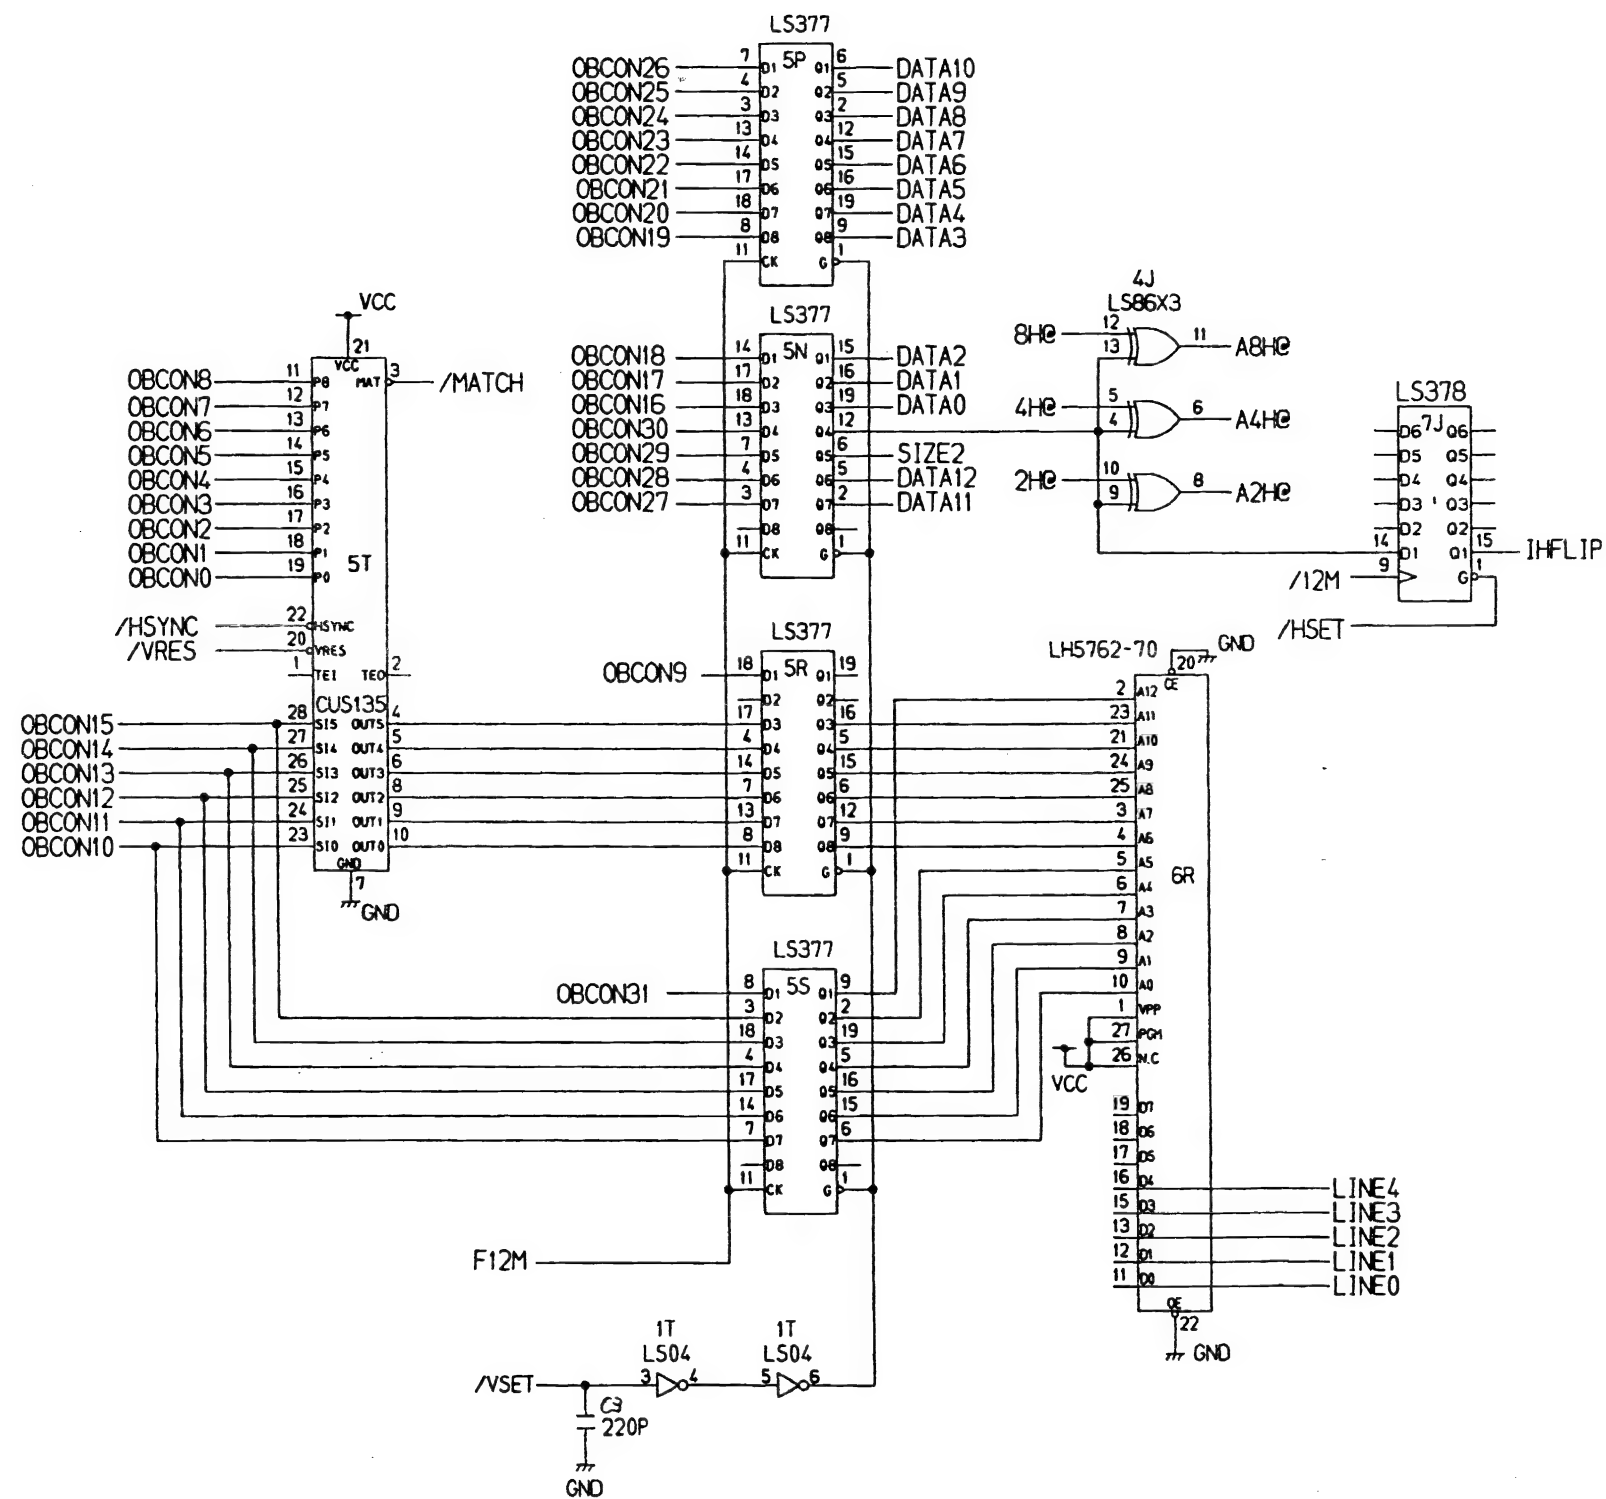 LS377
5P
OBCON26 7 D1 Q1 6 DATA10
OBCON25 4 D2 Q2 5 DATA9
OBCON24 3 D3 Q3 2 DATA8
OBCON23 13 D4 Q4 12 DATA7
OBCON22 14 D5 Q5 15 DATA6
OBCON21 17 D6 Q6 16 DATA5
OBCON20 18 D7 Q7 19 DATA4
OBCON19 8 D8 Q8 9 DATA3
11 CK G 1
LS377
5N
OBCON18 14 D1 Q1 15 DATA2
OBCON17 17 D2 Q2 16 DATA1
OBCON16 18 D3 Q3 19 DATA0
OBCON30 13 D4 Q4 12
OBCON29 7 D5 Q5 6 SIZE2
OBCON28 4 D6 Q6 5 DATA12
OBCON27 3 D7 Q7 2 DATA11
D8 Q8
11 CK G 1
4J
LS86X3
8H@ 12 13 11 A8H@
4H@ 5 4 6 A4H@
2H@ 10 9 8 A2H@
LS378
7J
D6 Q6
D5 Q5
D4 Q4
D3 Q3
D2 Q2
14 D1 Q1 15 IHFLIP
/12M 9 G 1
/HSET
VCC
21
VCC
OBCON8 11 P8 MAT 3 /MATCH
OBCON7 12 P7
OBCON6 13 P6
OBCON5 14 P5
OBCON4 15 P4
OBCON3 16 P3
OBCON2 17 P2
OBCON1 18 P1
OBCON0 19 P0
5T
/HSYNC 22 HSYNC
/VRES 20 VRES
1 TEI TEO 2
CUS135
OBCON15 28 SI5 OUT5 4
OBCON14 27 SI4 OUT4 5
OBCON13 26 SI3 OUT3 6
OBCON12 25 SI2 OUT2 8
OBCON11 24 SI1 OUT1 9
OBCON10 23 SI0 OUT0 10
GND
7
GND
LS377
5R
OBCON9 18 D1 Q1 19
D2 Q2
17 D3 Q3 16
4 D4 Q4 5
14 D5 Q5 15
7 D6 Q6 6
13 D7 Q7 12
8 D8 Q8 9
11 CK G 1
LS377
5S
OBCON31 8 D1 Q1 9
3 D2 Q2 2
18 D3 Q3 19
4 D4 Q4 5
17 D5 Q5 16
14 D6 Q6 15
7 D7 Q7 6
D8 Q8
11 CK G 1
LH5762-70
20 GND
CE
2 A12
23 A11
21 A10
24 A9
25 A8
3 A7
4 A6
5 A5
6 A4
7 A3
8 A2
9 A1
10 A0
6R
1 VPP
27 PGM
26 N.C
VCC
19 D7
18 D6
17 D5
16 D4 LINE4
15 D3 LINE3
13 D2 LINE2
12 D1 LINE1
11 D0 LINE0
OE
22
GND
F12M
1T
LS04
1T
LS04
/VSET 3 4 5 6
C3
220P
GND